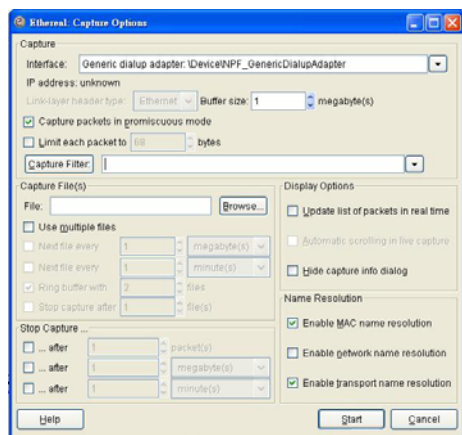 Ethereal: Capture Options
Capture
Interface: Generic dialup adapter: \Device\NPF_GenericDialupAdapter
IP address: unknown
Link-layer header type: Ethernet Buffer size: 1 megabyte(s)
Capture packets in promiscuous mode
Limit each packet to 68 bytes
Capture Filter:
Capture File(s)
File: Browse...
Use multiple files
Next file every 1 megabyte(s)
Next file every 1 minute(s)
Ring buffer with 2 files
Stop capture after 1 file(s)
Stop Capture ...
... after 1 packet(s)
... after 1 megabyte(s)
... after 1 minute(s)
Display Options
Update list of packets in real time
Automatic scrolling in live capture
Hide capture info dialog
Name Resolution
Enable MAC name resolution
Enable network name resolution
Enable transport name resolution
Help Start Cancel